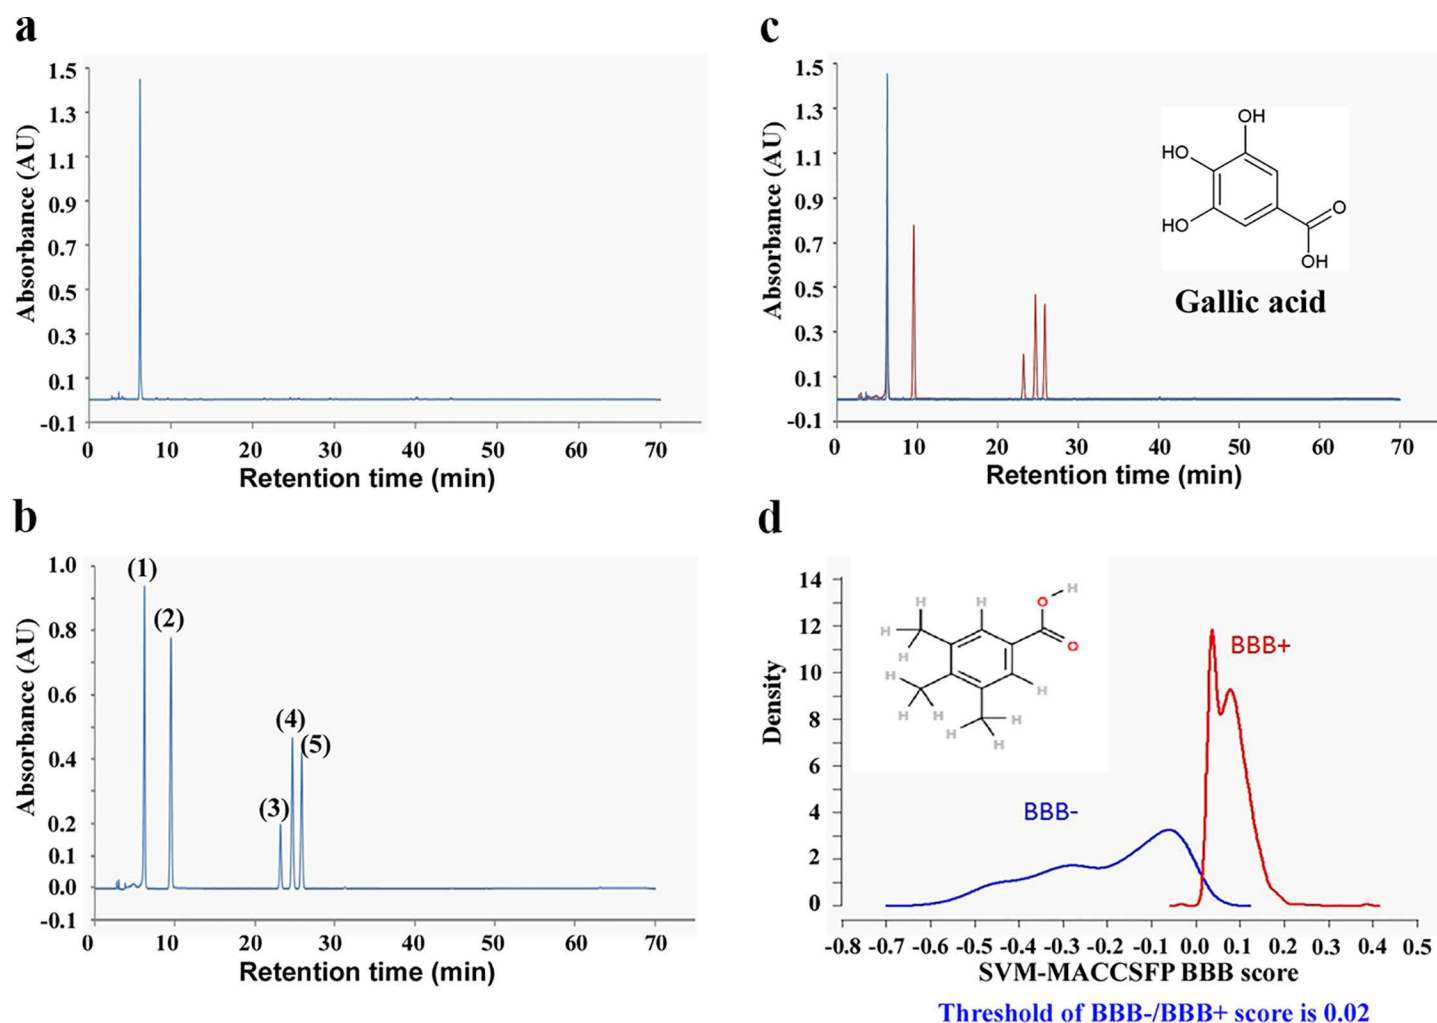 a
1.5
1.3
1.1
0.9
0.7
0.5
0.3
0.1
-0.1
Absorbance (AU)
0 10 20 30 40 50 60 70
Retention time (min)
c
1.5
1.3
1.1
0.9
0.7
0.5
0.3
0.1
-0.1
Absorbance (AU)
OH
HO
HO
O
OH
Gallic acid
0 10 20 30 40 50 60 70
Retention time (min)
b
1.0
0.8
0.6
0.4
0.2
0.1
0.0
-0.1
Absorbance (AU)
(1)
(2)
(3)
(4)
(5)
0 10 20 30 40 50 60 70
Retention time (min)
d
14
12
10
8
6
4
2
0
Density
H H O H
H
H O
H H
H H H H
H
BBB+
BBB-
-0.8 -0.7 -0.6 -0.5 -0.4 -0.3 -0.2 -0.1 0.0 0.1 0.2 0.3 0.4 0.5
SVM-MACCSFP BBB score
Threshold of BBB-/BBB+ score is 0.02